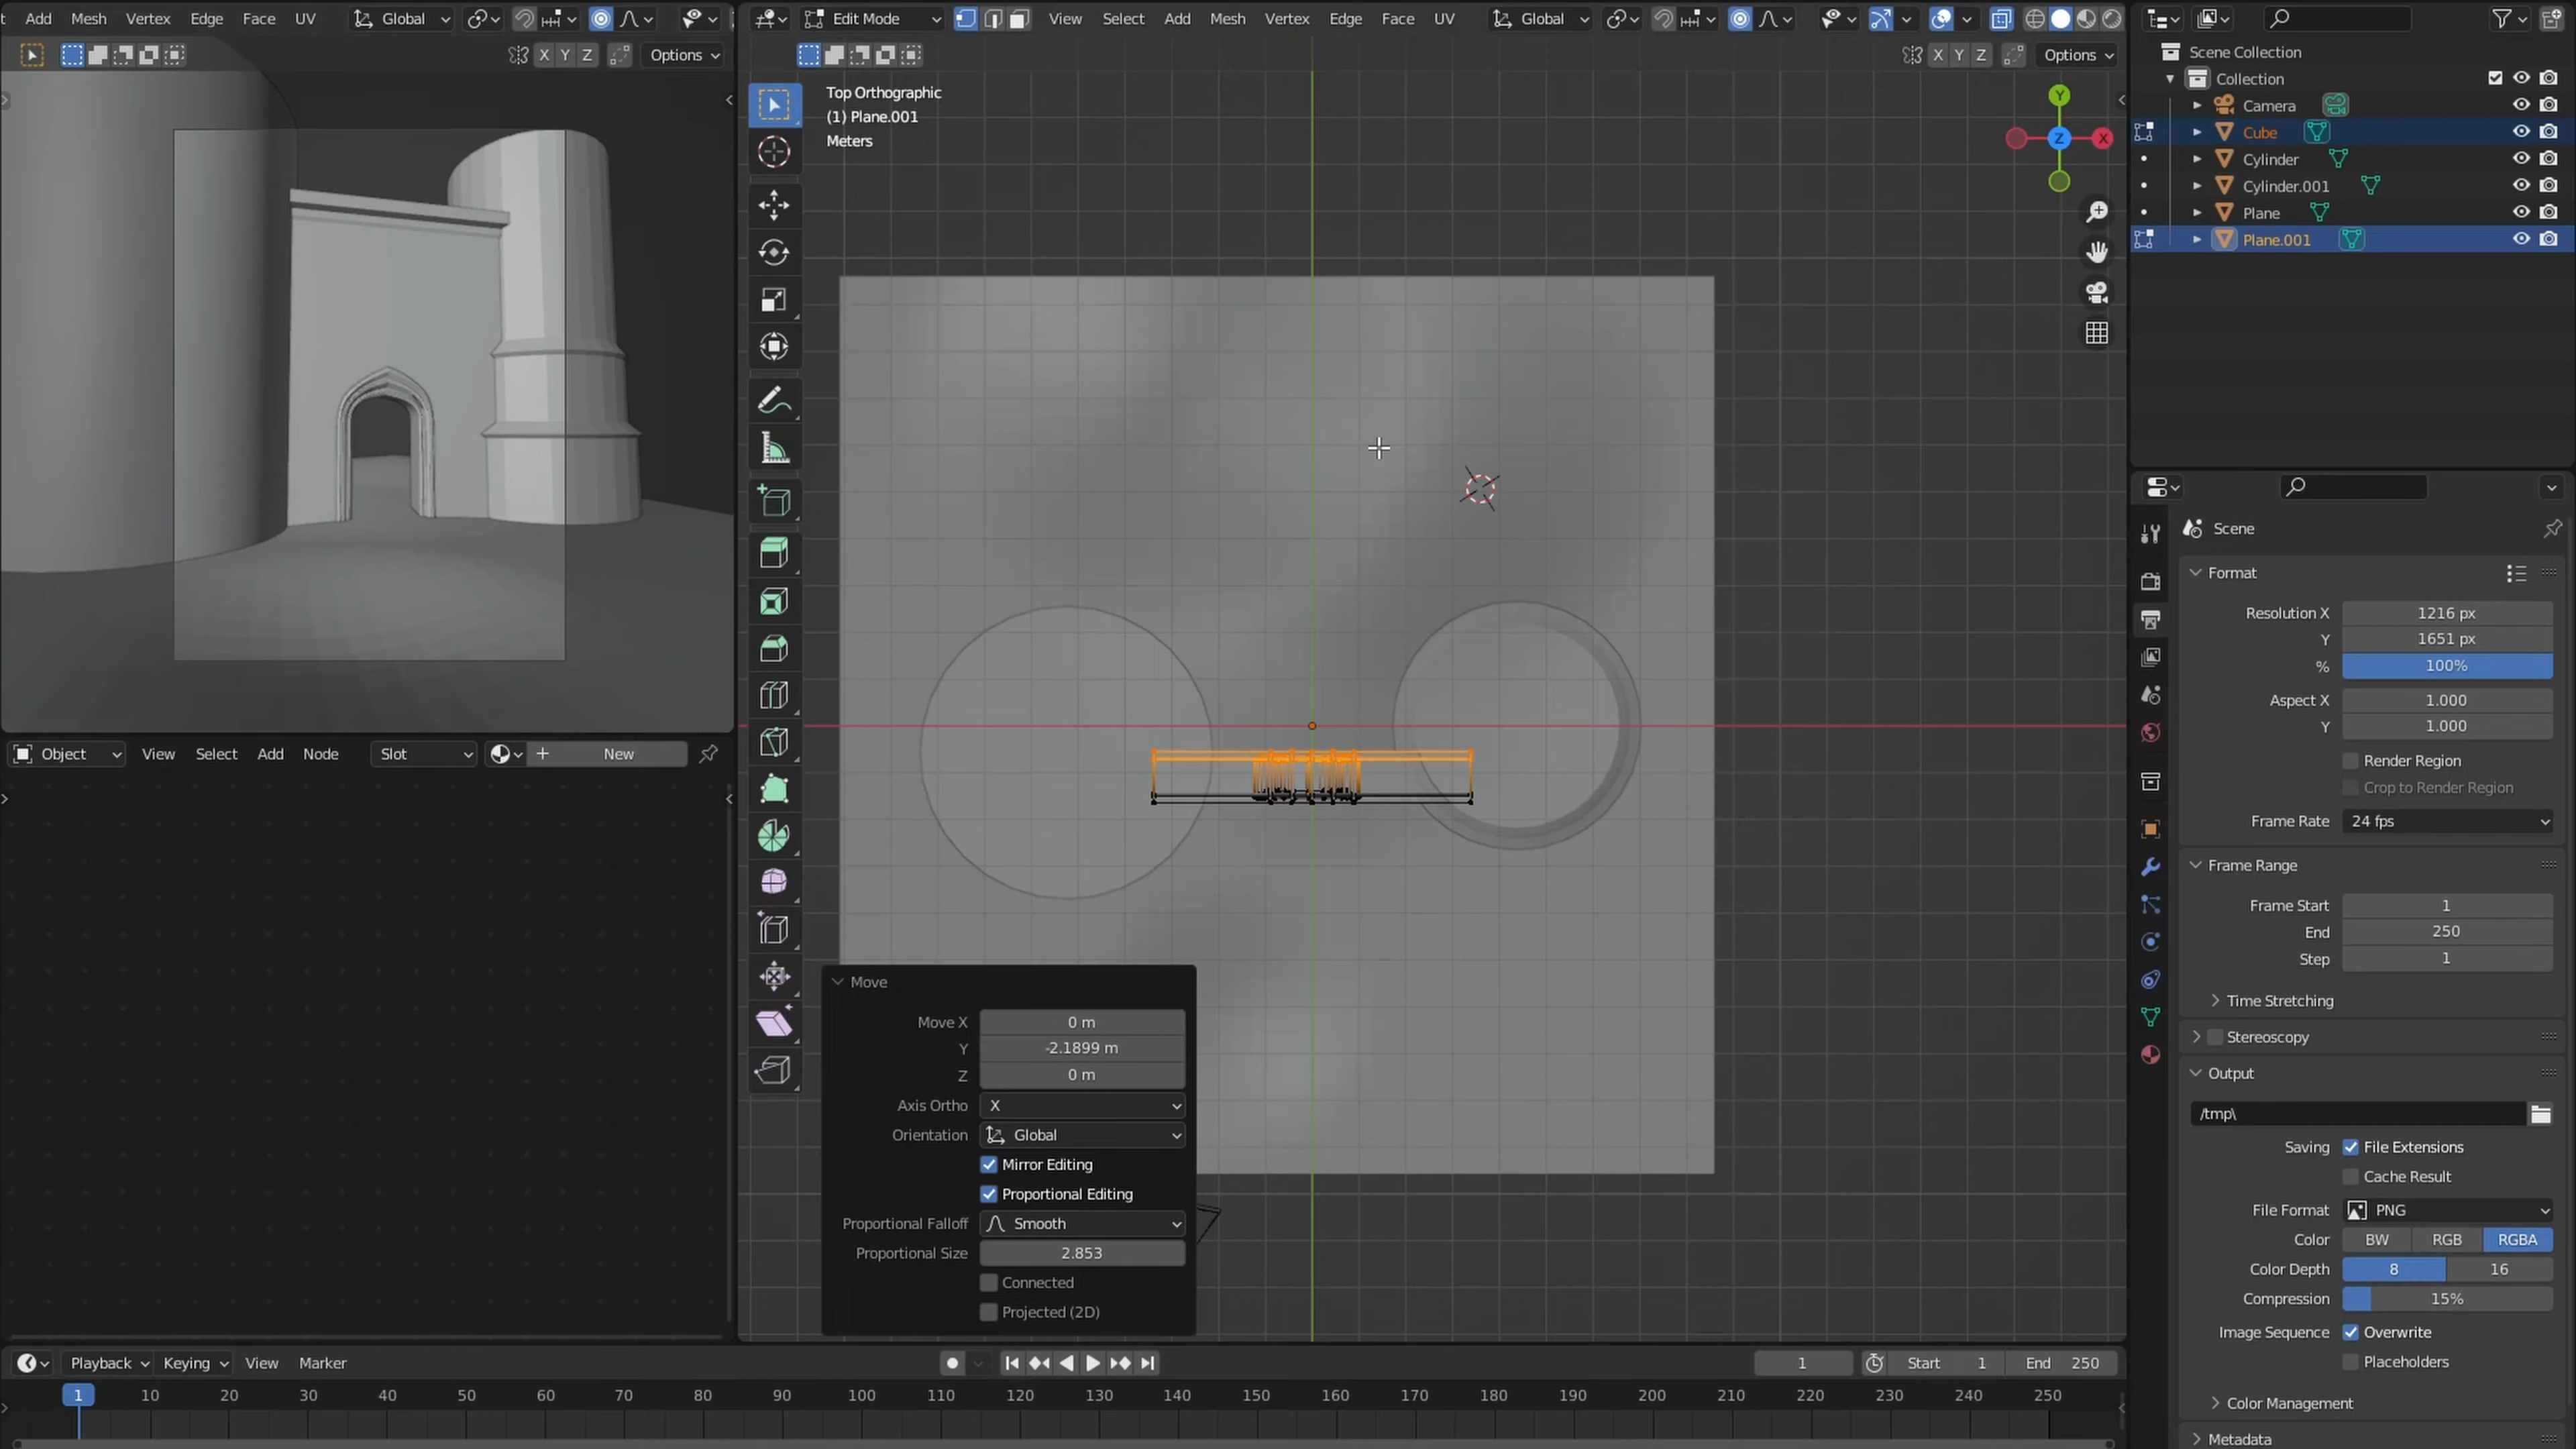 t Add Mesh Vertex Edge Face UV Global
X Y Z Options
Edit Mode View Select Add Mesh Vertex Edge Face UV Global
X Y Z Options
Top Orthographic
(1) Plane.001
Meters
Y
Z
X
Scene Collection
Collection
Camera
Cube
Cylinder
Cylinder.001
Plane
Plane.001
Scene
Format
Resolution X 1216 px
Y 1651 px
% 100%
Aspect X 1.000
Y 1.000
Render Region
Crop to Render Region
Frame Rate 24 fps
Frame Range
Frame Start 1
End 250
Step 1
Time Stretching
Stereoscopy
Output
/tmp\
Saving File Extensions
Cache Result
File Format PNG
Color BW RGB RGBA
Color Depth 8 16
Compression 15%
Image Sequence Overwrite
Placeholders
Color Management
Metadata
Object View Select Add Node Slot New
Move
Move X 0 m
Y -2.1899 m
Z 0 m
Axis Ortho X
Orientation Global
Mirror Editing
Proportional Editing
Proportional Falloff Smooth
Proportional Size 2.853
Connected
Projected (2D)
Playback Keying View Marker 1 Start 1 End 250
1 10 20 30 40 50 60 70 80 90 100 110 120 130 140 150 160 170 180 190 200 210 220 230 240 250